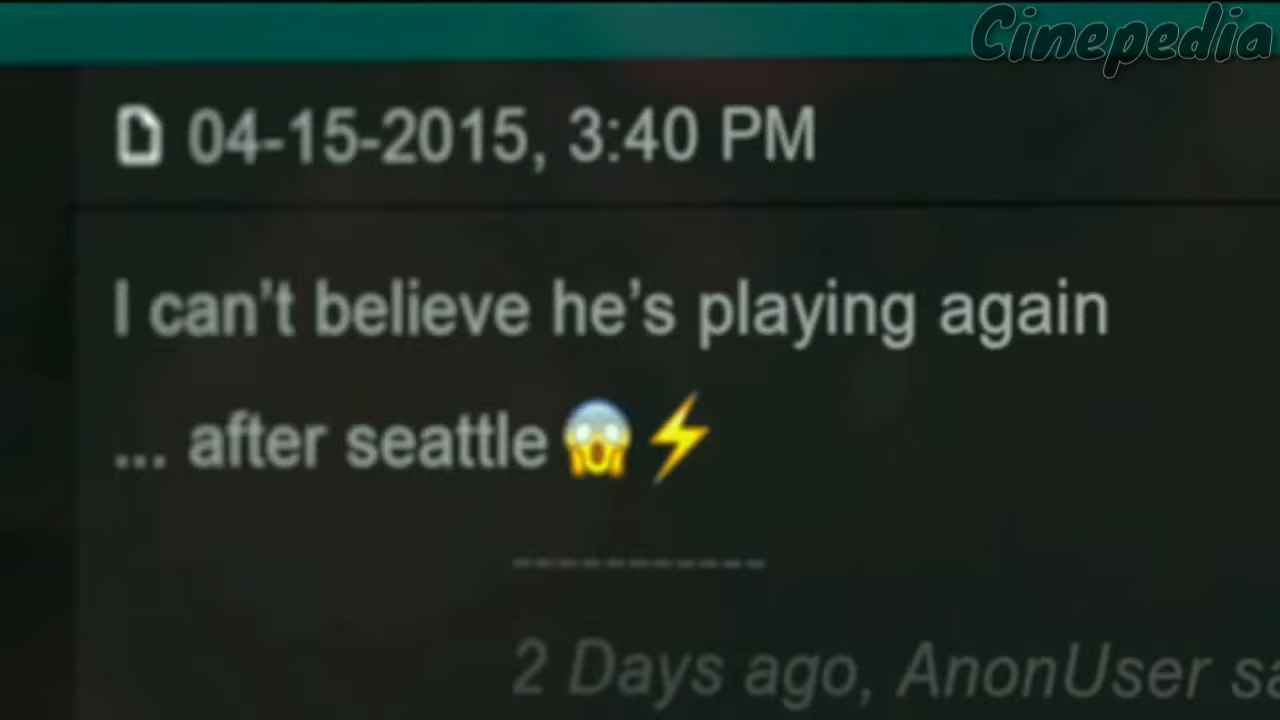 Cinepedia
04-15-2015, 3:40 PM
I can’t believe he’s playing again
... after seattle😱⚡
-----------
2 Days ago, AnonUser